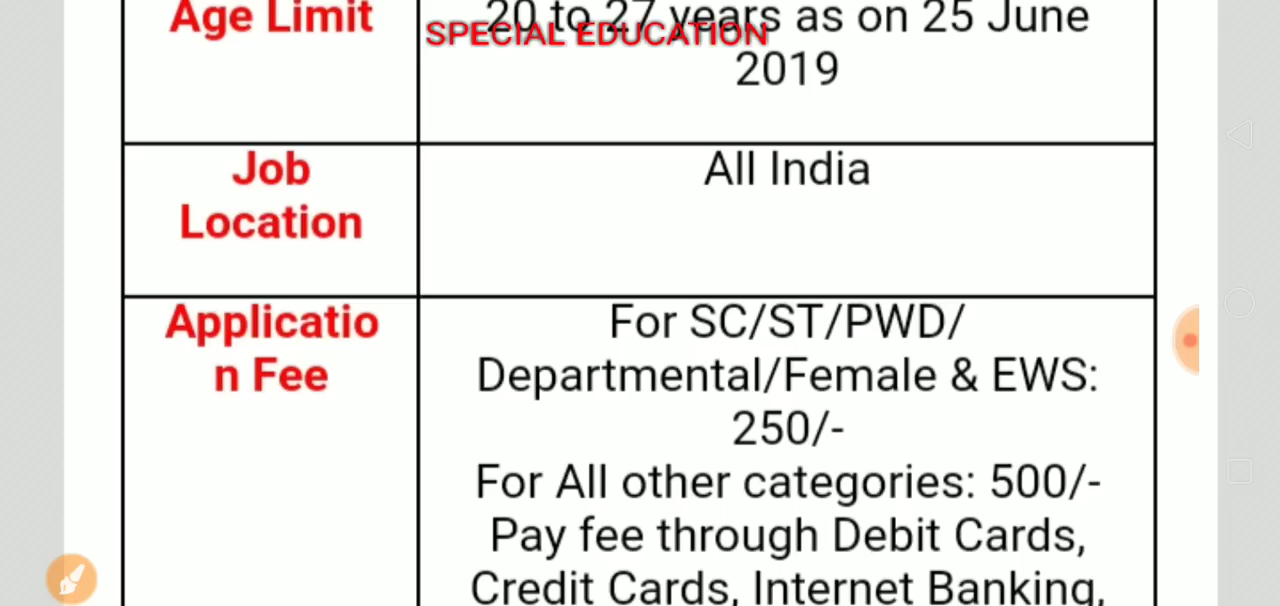 Age Limit
20 to 27 years as on 25 June
2019
SPECIAL EDUCATION
Job
Location
All India
Applicatio
n Fee
For SC/ST/PWD/
Departmental/Female & EWS:
250/-
For All other categories: 500/-
Pay fee through Debit Cards,
Credit Cards, Internet Banking,